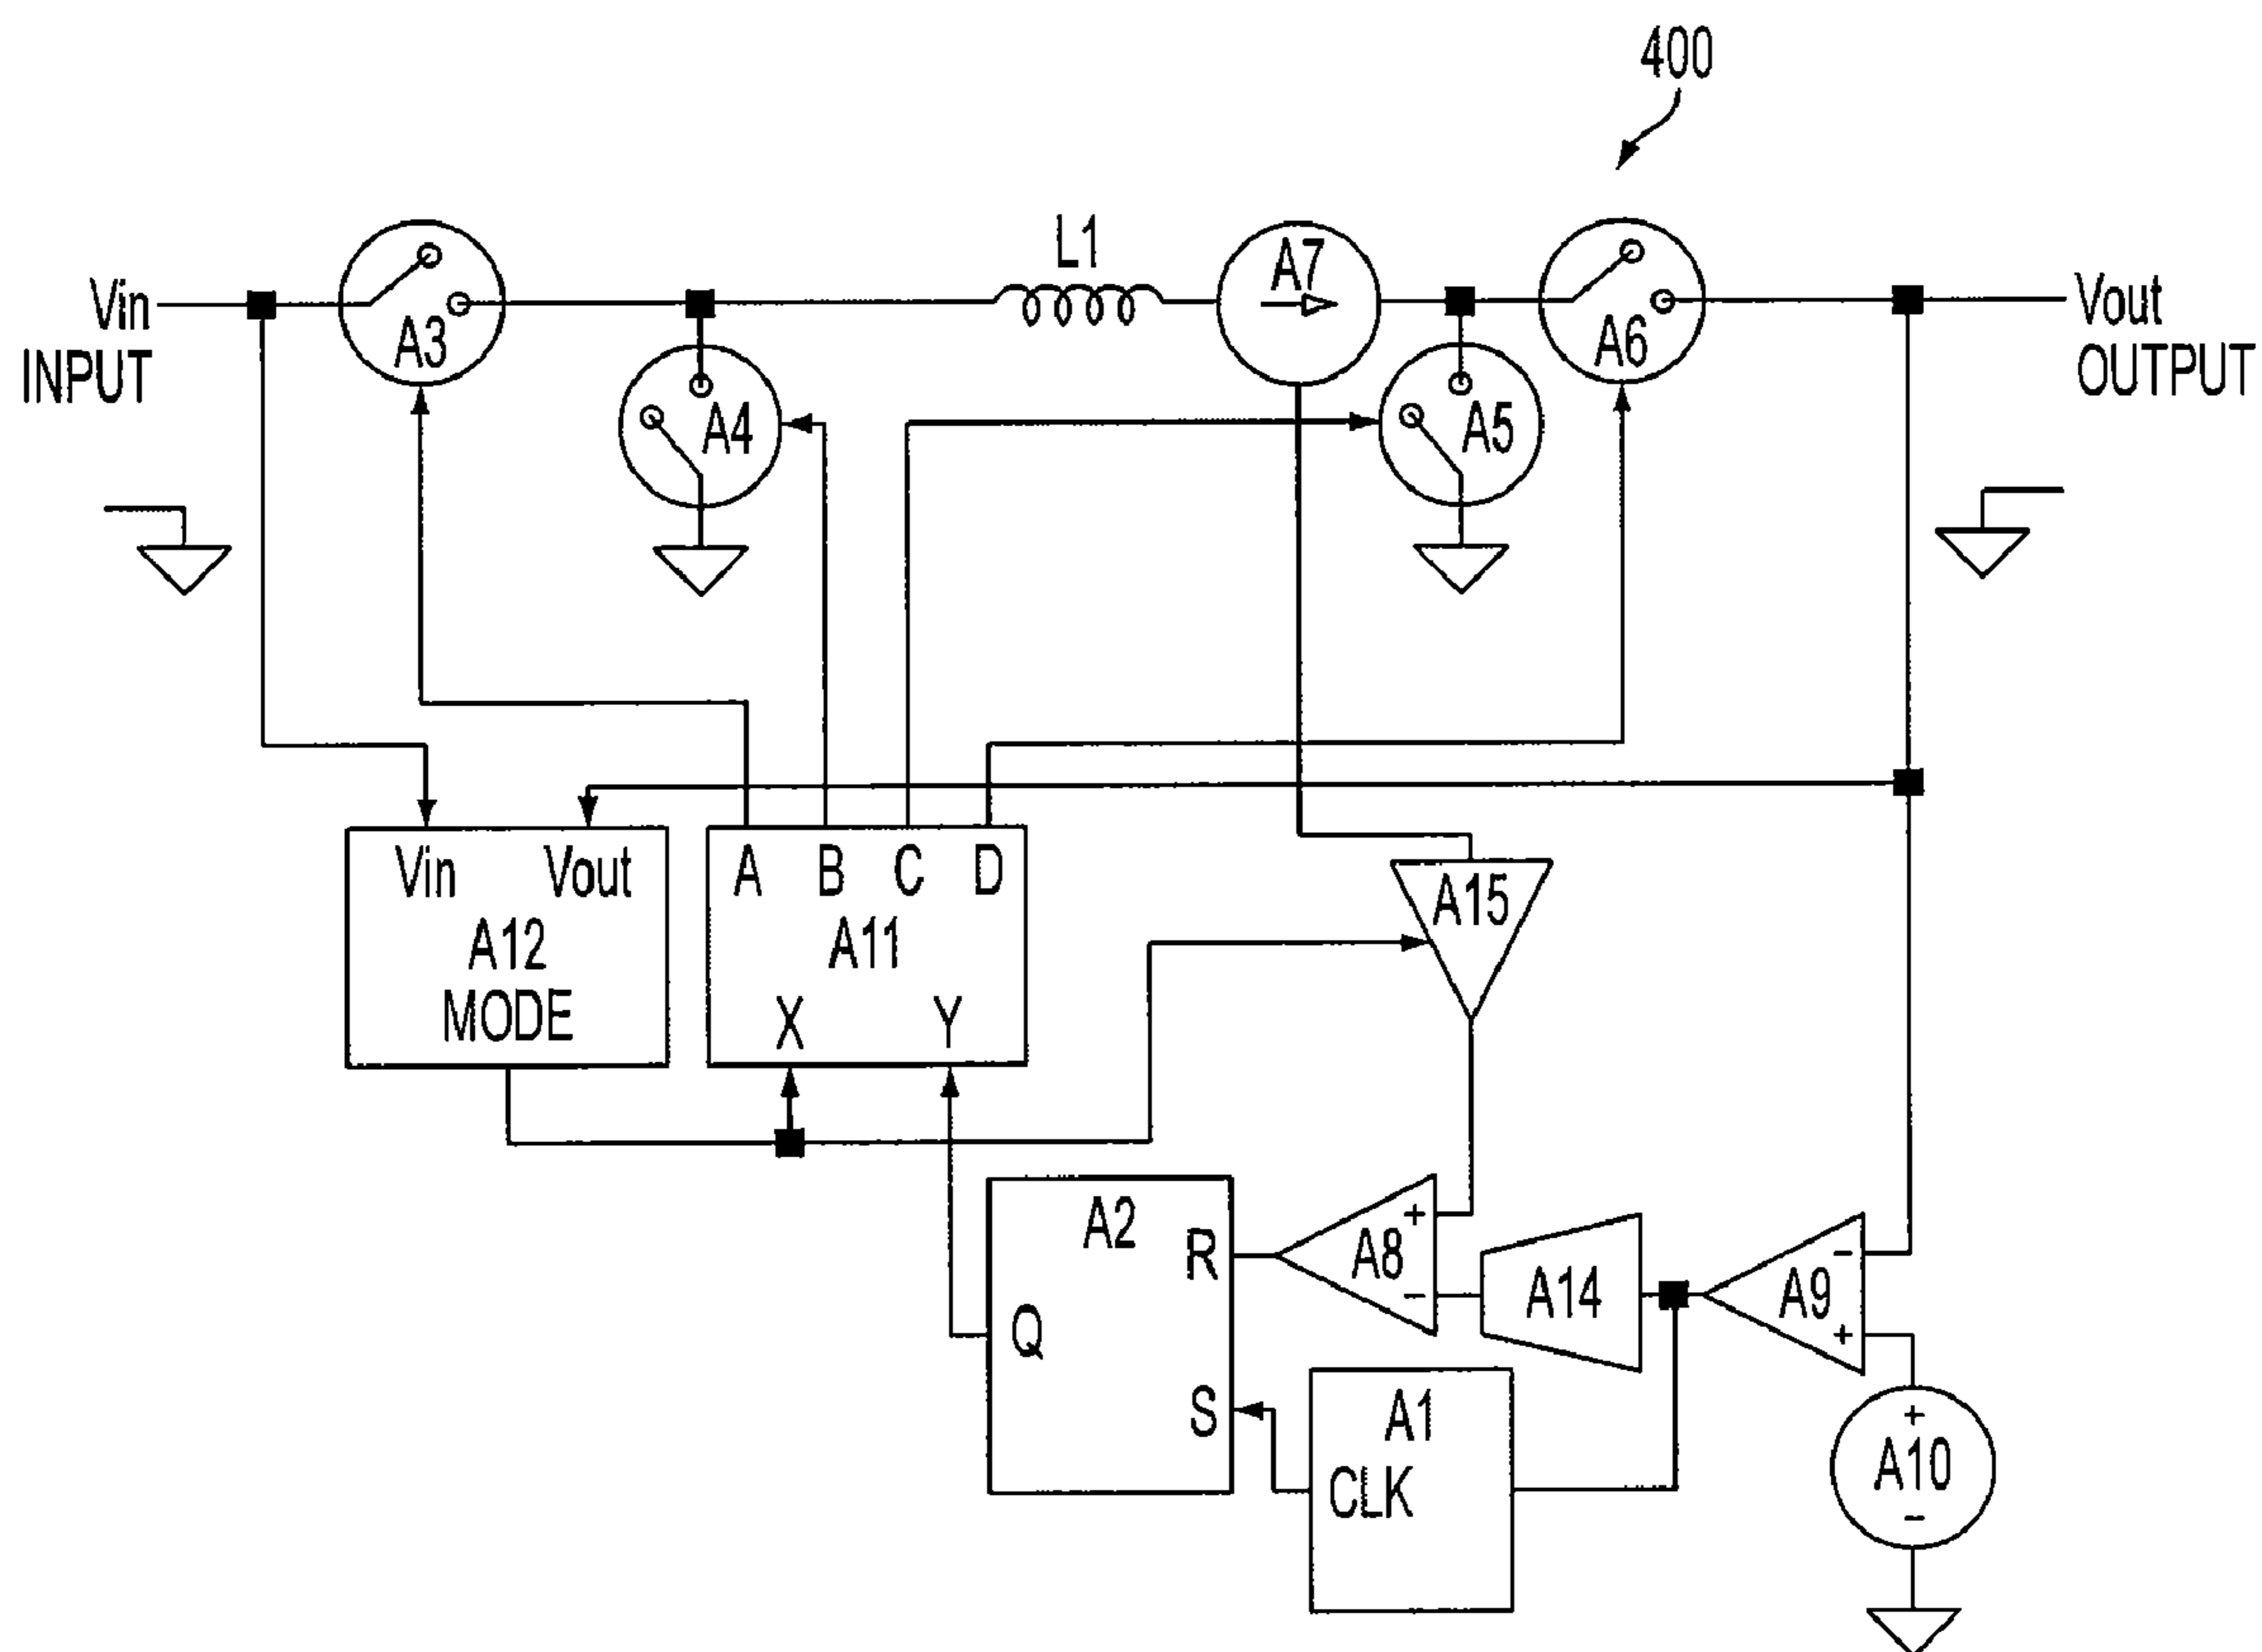 400
L1
A7
Vin
INPUT
A3
A6
Vout
OUTPUT
A4
A5
Vin Vout
A12
MODE
A B C D
A11
X Y
A15
A2
R
Q
S
+
A8
−
A14
−
A9
+
A1
CLK
+
A10
−